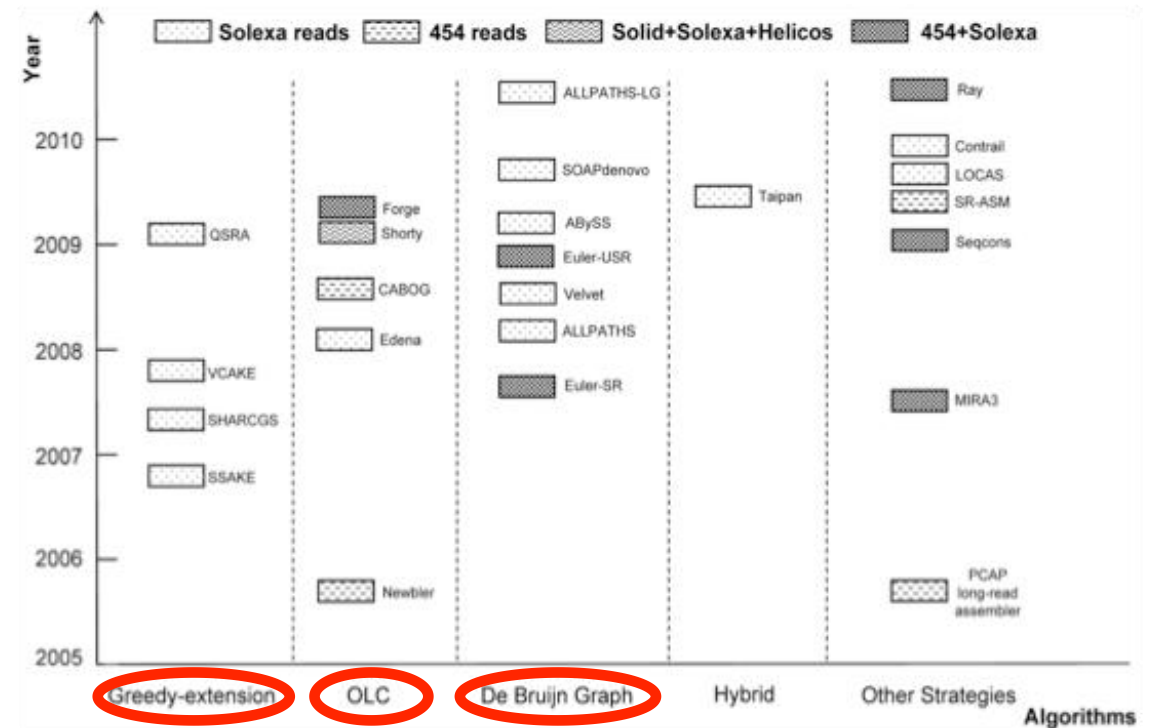 Year
Solexa reads 454 reads Solid+Solexa+Helicos 454+Solexa
ALLPATHS-LG
Ray
2010
Contrail
SOAPdenovo
LOCAS
Taipan
SR-ASM
Forge
ABySS
QSRA
Shorty
2009
Seqcons
Euler-USR
CABOG
Velvet
Edena
ALLPATHS
2008
VCAKE
Euler-SR
MIRA3
SHARCGS
2007
SSAKE
2006
Newbler
PCAP
long-read
assembler
2005
Greedy-extension OLC De Bruijn Graph Hybrid Other Strategies
Algorithms